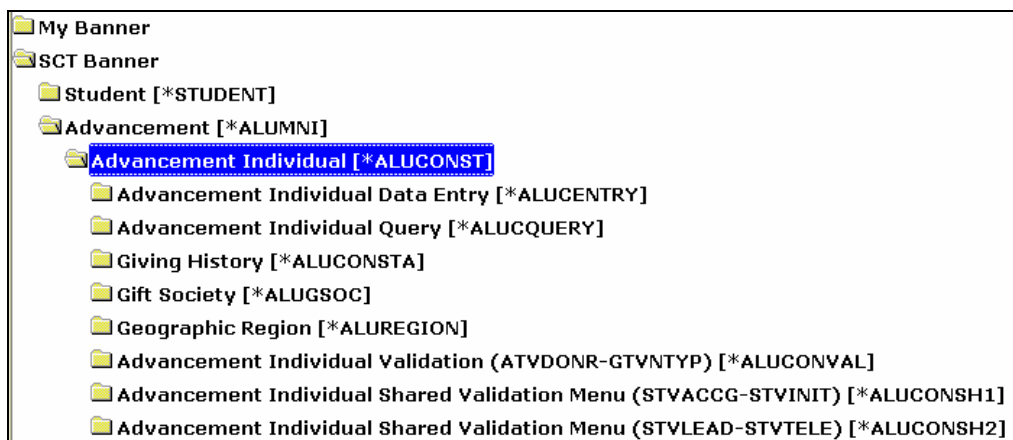 My Banner
SCT Banner
Student [*STUDENT]
Advancement [*ALUMNI]
Advancement Individual [*ALUCONST]
Advancement Individual Data Entry [*ALUCENTRY]
Advancement Individual Query [*ALUCQUERY]
Giving History [*ALUCONSTA]
Gift Society [*ALUGSOC]
Geographic Region [*ALUREGION]
Advancement Individual Validation (ATVDONR-GTVNTYP) [*ALUCONVAL]
Advancement Individual Shared Validation Menu (STVACCG-STVINIT) [*ALUCONSH1]
Advancement Individual Shared Validation Menu (STVLEAD-STVTELE) [*ALUCONSH2]